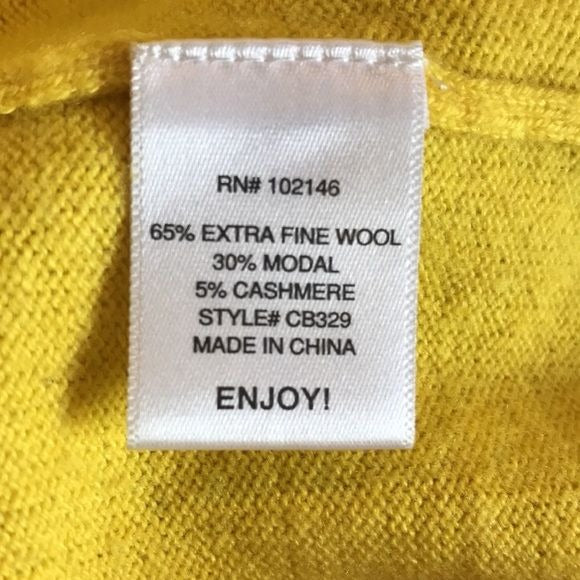 RN# 102146
65% EXTRA FINE WOOL
30% MODAL
5% CASHMERE
STYLE# CB329
MADE IN CHINA
ENJOY!